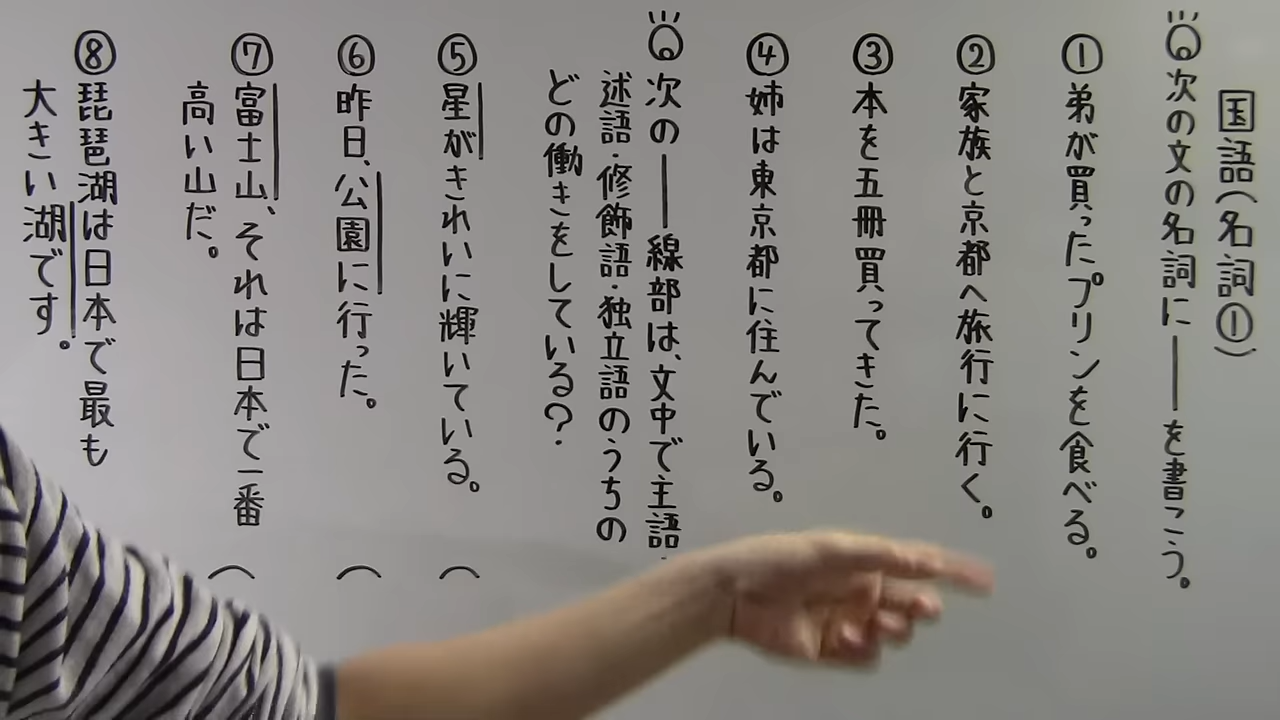 国語(名詞①)
次の文の名詞に――を書こう。
①弟が買ったプリンを食べる。
②家族と京都へ旅行に行く。
③本を五冊買ってきた。
④姉は東京都に住んでいる。
次の――線部は、文中で主語・
述語・修飾語・独立語のうちの
どの働きをしている?
⑤星がきれいに輝いている。(
⑥昨日、公園に行った。(
⑦富士山、それは日本で一番(
高い山だ。
⑧琵琶湖は日本で最も
大きい湖です。